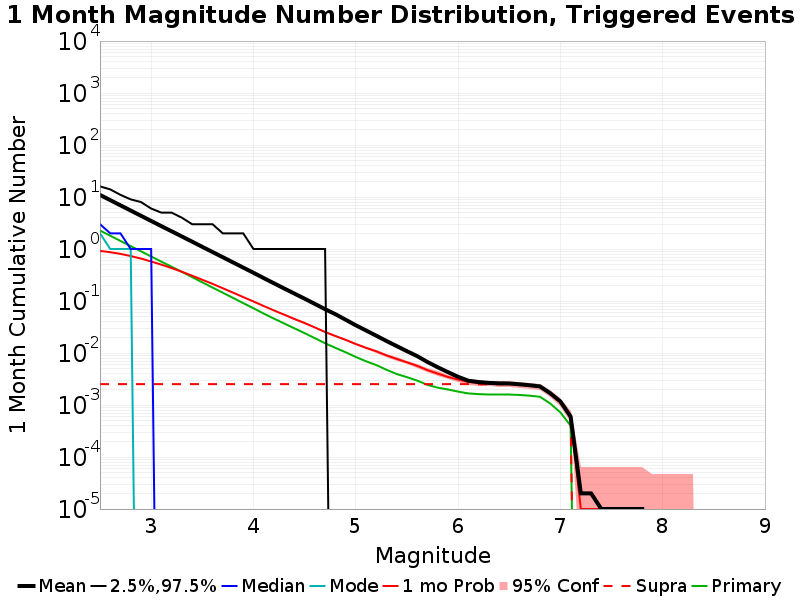 1 Month Magnitude Number Distribution, Triggered Events
1 Month Cumulative Number
10^4
10^3
10^2
10^1
10^0
10^-1
10^-2
10^-3
10^-4
10^-5
3 4 5 6 7 8 9
Magnitude
Mean 2.5%,97.5% Median Mode 1 mo Prob 95% Conf Supra Primary